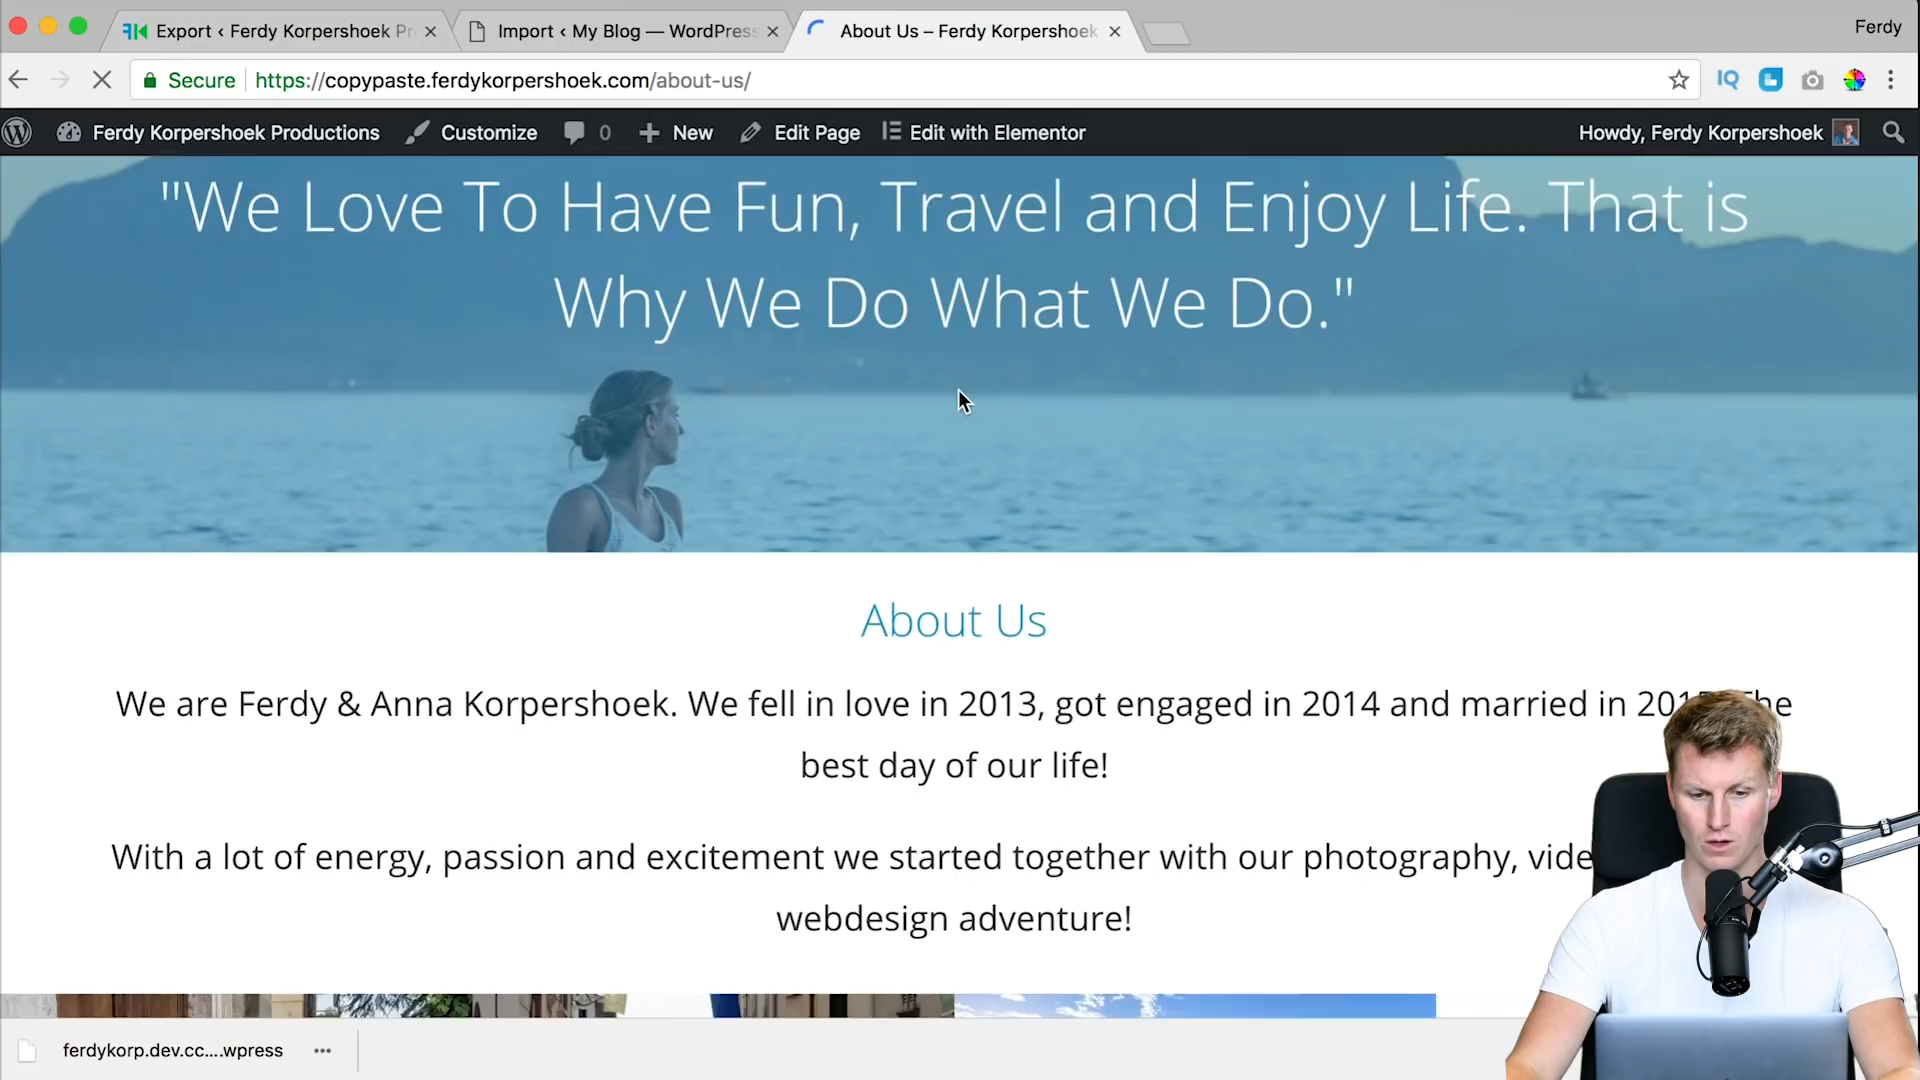 Export ‹ Ferdy Korpershoek Pr
Import ‹ My Blog — WordPress
About Us – Ferdy Korpershoek
Ferdy
Secure
https://copypaste.ferdykorpershoek.com/about-us/
IQ
Ferdy Korpershoek Productions
Customize
0
New
Edit Page
Edit with Elementor
Howdy, Ferdy Korpershoek
"We Love To Have Fun, Travel and Enjoy Life. That is
Why We Do What We Do."
About Us
We are Ferdy & Anna Korpershoek. We fell in love in 2013, got engaged in 2014 and married in
best day of our life!
With a lot of energy, passion and excitement we started together with our photography, vide
webdesign adventure!
ferdykorp.dev.cc....wpress